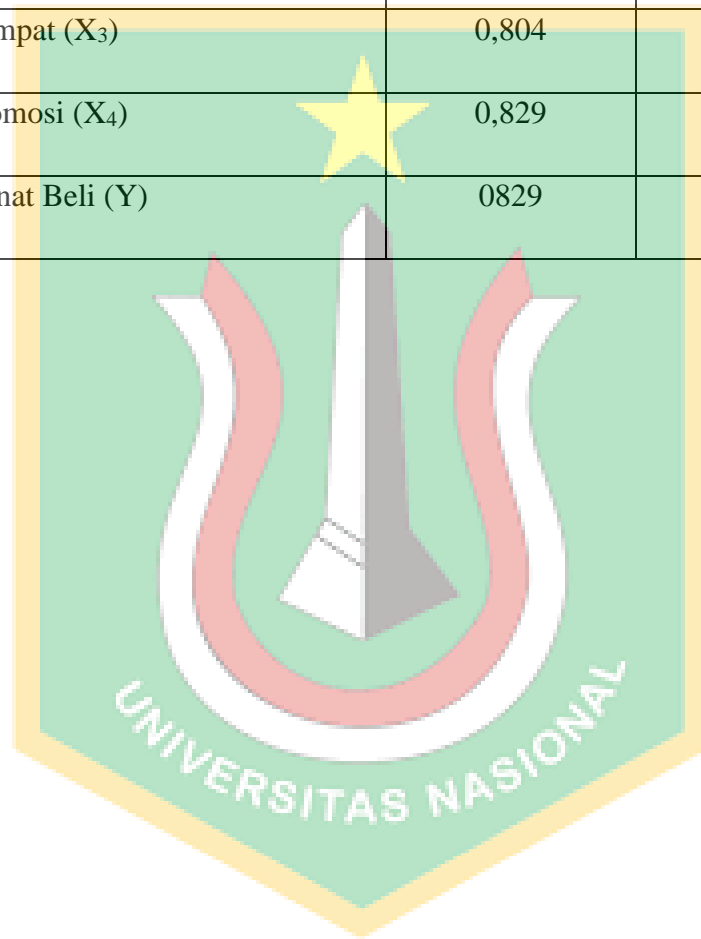 mpat (X₃) 0,804
omosi (X₄) 0,829
nat Beli (Y) 0829
UNIVERSITAS NASIONAL